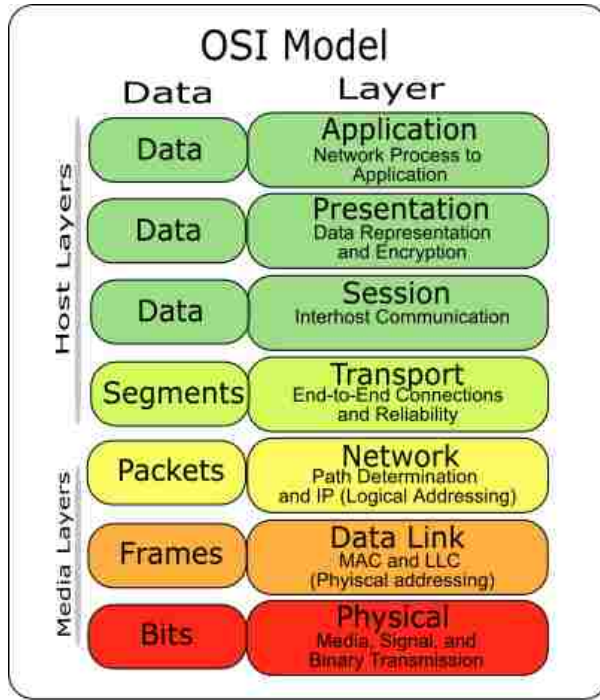 OSI Model
Data Layer
Host Layers
Data
Application
Network Process to
Application
Data
Presentation
Data Representation
and Encryption
Data
Session
Interhost Communication
Segments
Transport
End-to-End Connections
and Reliability
Media Layers
Packets
Network
Path Determination
and IP (Logical Addressing)
Frames
Data Link
MAC and LLC
(Phyiscal addressing)
Bits
Physical
Media, Signal, and
Binary Transmission